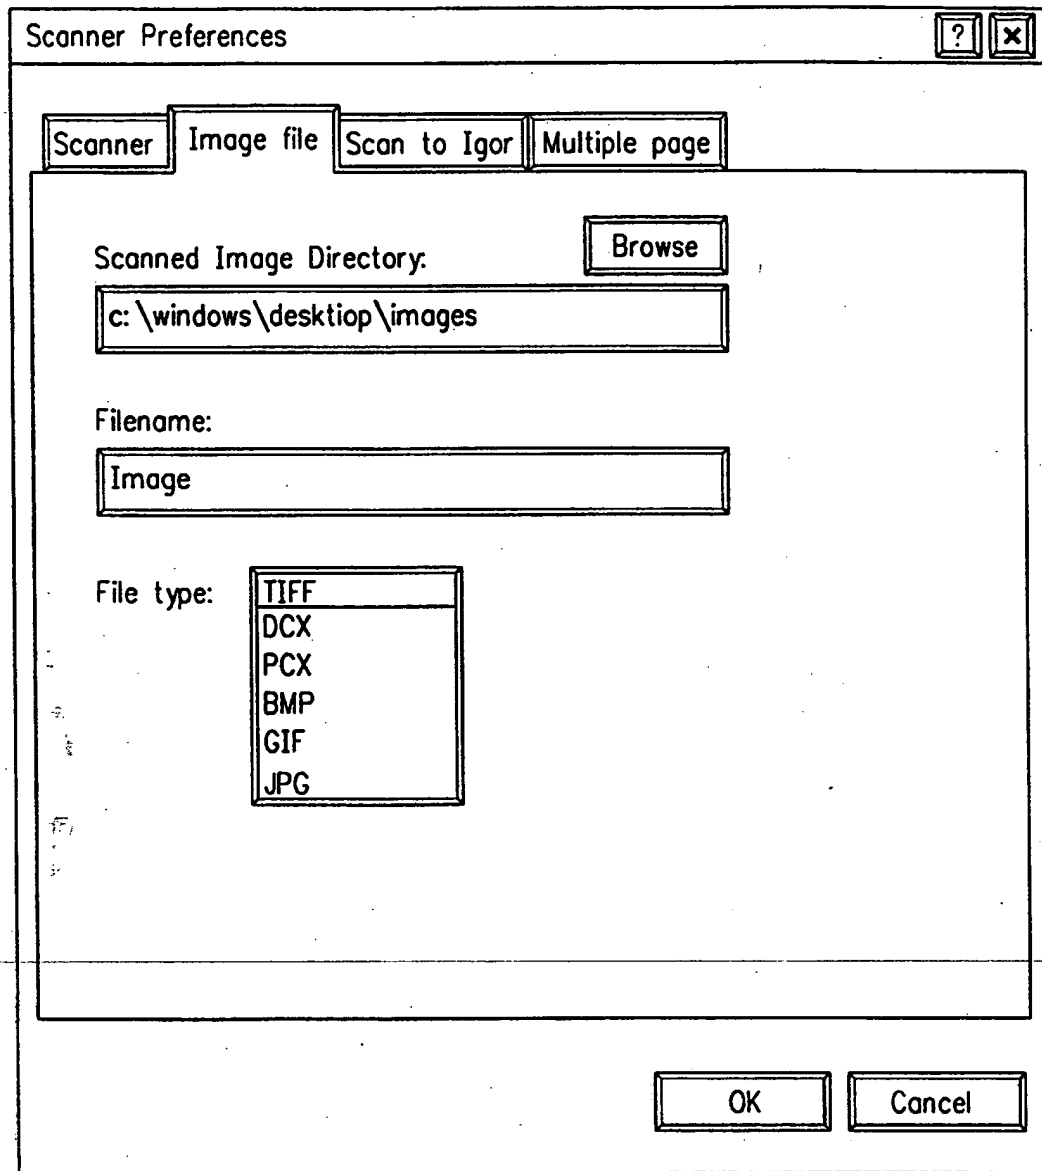 Scanner Preferences ? ×
Scanner Image file Scan to Igor Multiple page
Scanned Image Directory: Browse
c:\windows\desktiop\images
Filename:
Image
File type: TIFF
DCX
PCX
BMP
GIF
JPG
OK Cancel